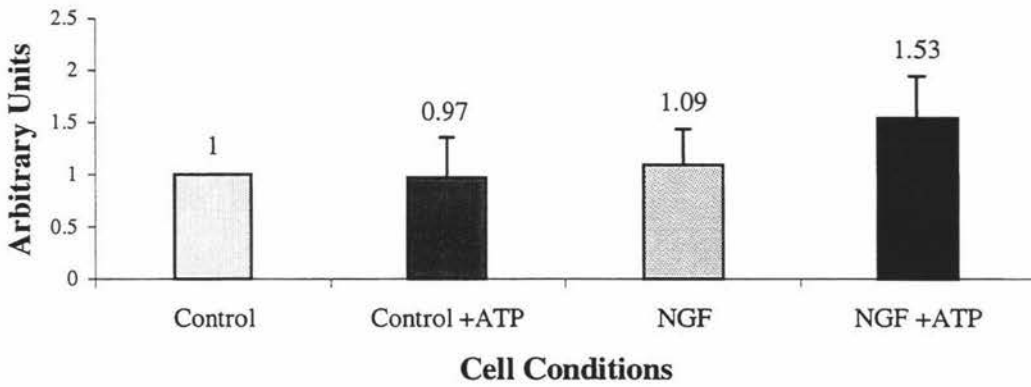 2.5
2
1.5
1
0.5
0
Arbitrary Units
1
0.97
1.09
1.53
Control
Control +ATP
NGF
NGF +ATP
Cell Conditions